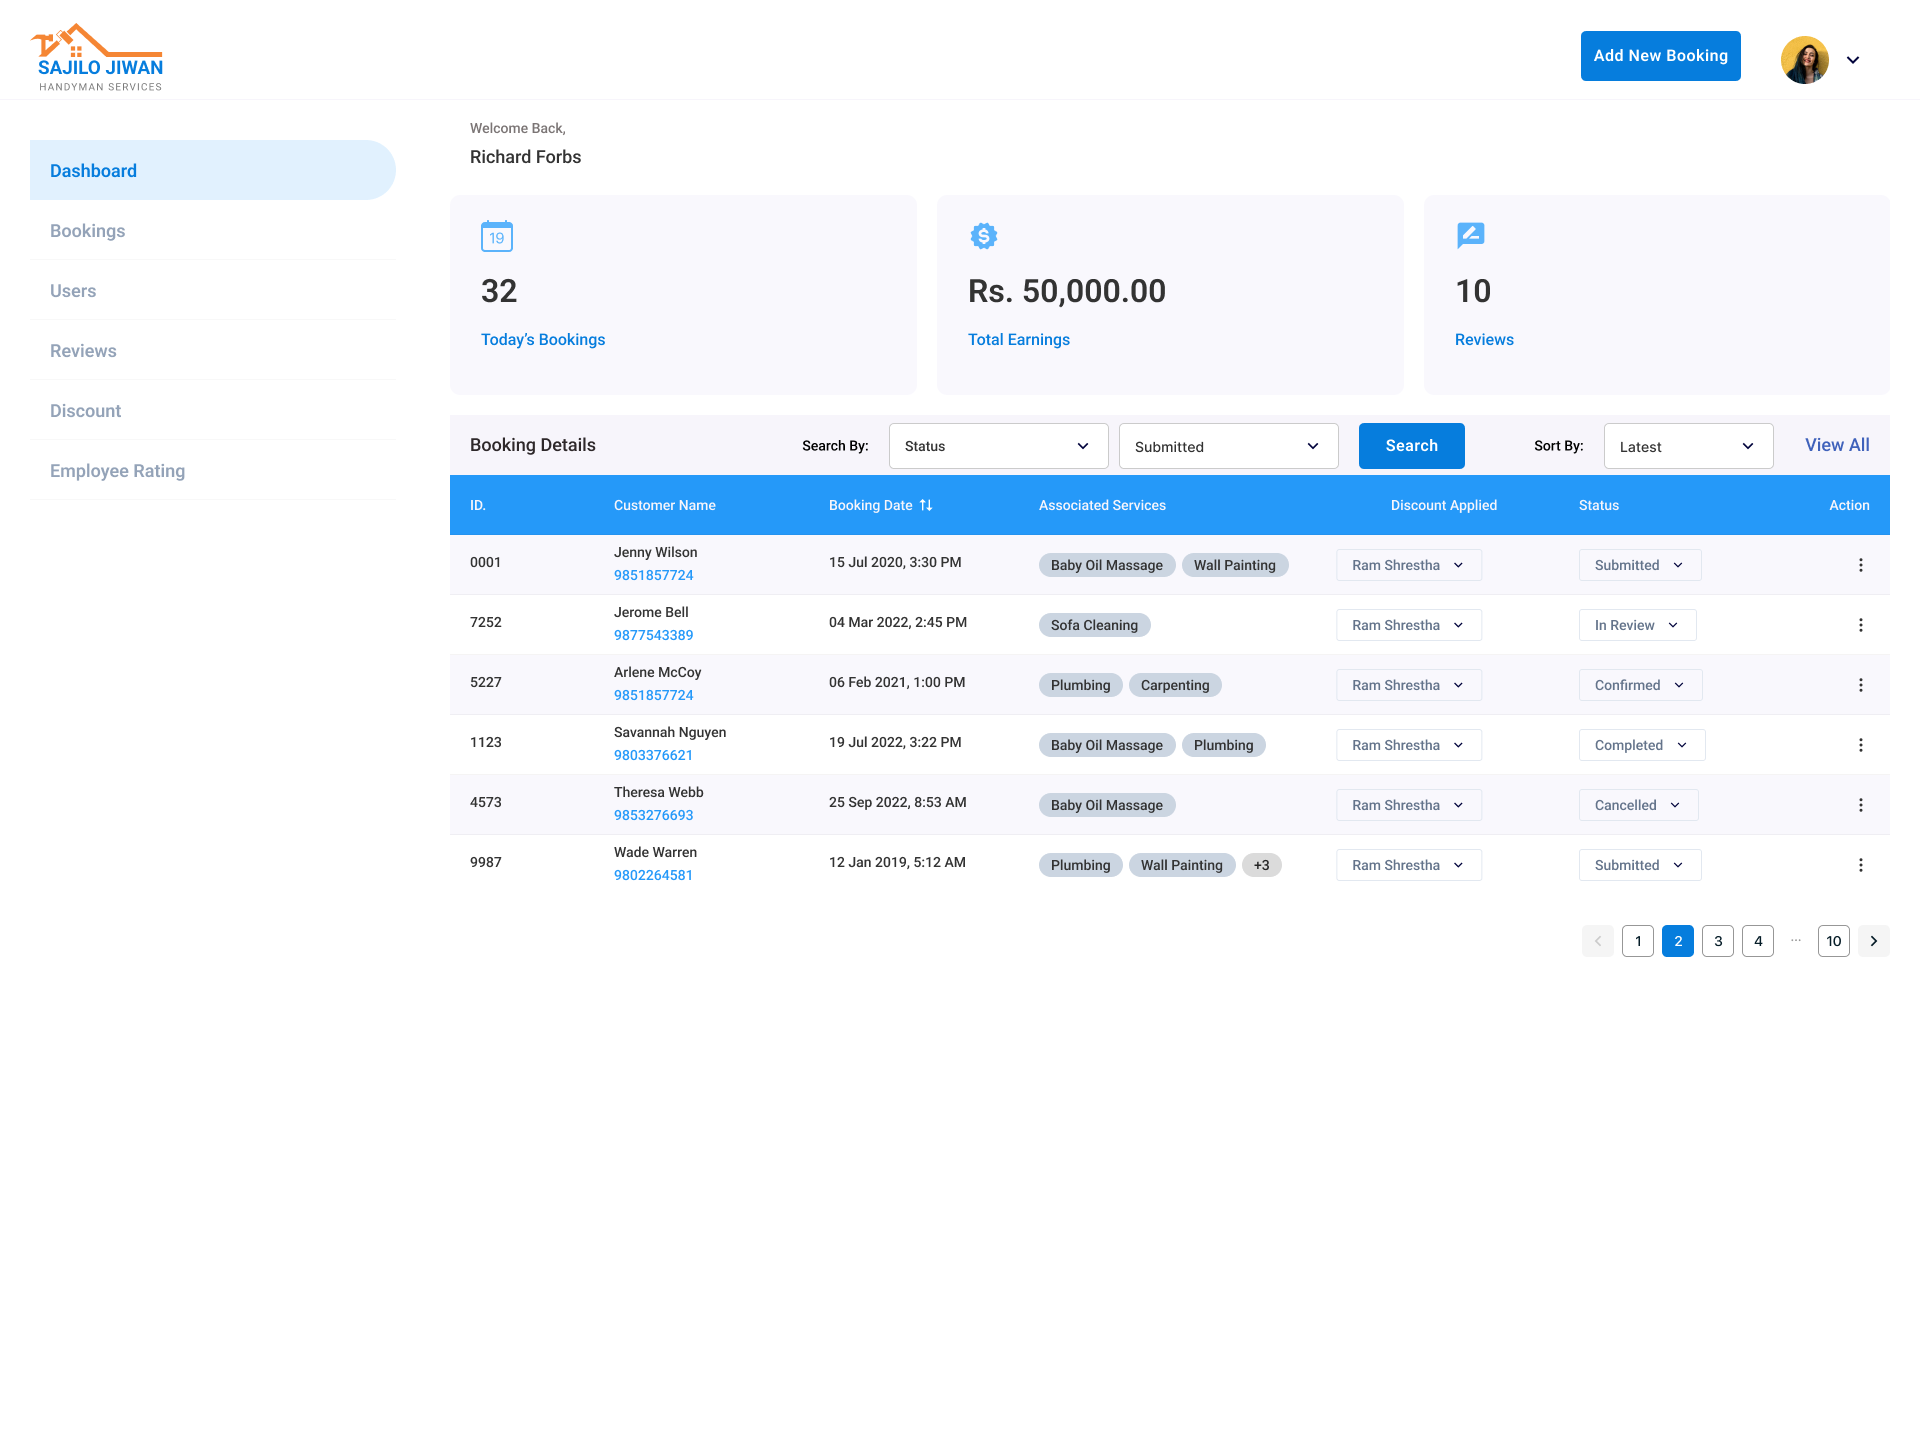 SAJILO JIWAN
HANDYMAN SERVICES
Add New Booking
Dashboard
Bookings
Users
Reviews
Discount
Employee Rating
Welcome Back,
Richard Forbs
19
32
Today’s Bookings
$
Rs. 50,000.00
Total Earnings
10
Reviews
Booking Details Search By: Status Submitted Search Sort By: Latest View All
ID. Customer Name Booking Date Associated Services Discount Applied Status Action
0001 Jenny Wilson 9851857724 15 Jul 2020, 3:30 PM Baby Oil Massage Wall Painting Ram Shrestha Submitted
7252 Jerome Bell 9877543389 04 Mar 2022, 2:45 PM Sofa Cleaning Ram Shrestha In Review
5227 Arlene McCoy 9851857724 06 Feb 2021, 1:00 PM Plumbing Carpenting Ram Shrestha Confirmed
1123 Savannah Nguyen 9803376621 19 Jul 2022, 3:22 PM Baby Oil Massage Plumbing Ram Shrestha Completed
4573 Theresa Webb 9853276693 25 Sep 2022, 8:53 AM Baby Oil Massage Ram Shrestha Cancelled
9987 Wade Warren 9802264581 12 Jan 2019, 5:12 AM Plumbing Wall Painting +3 Ram Shrestha Submitted
1 2 3 4 ... 10